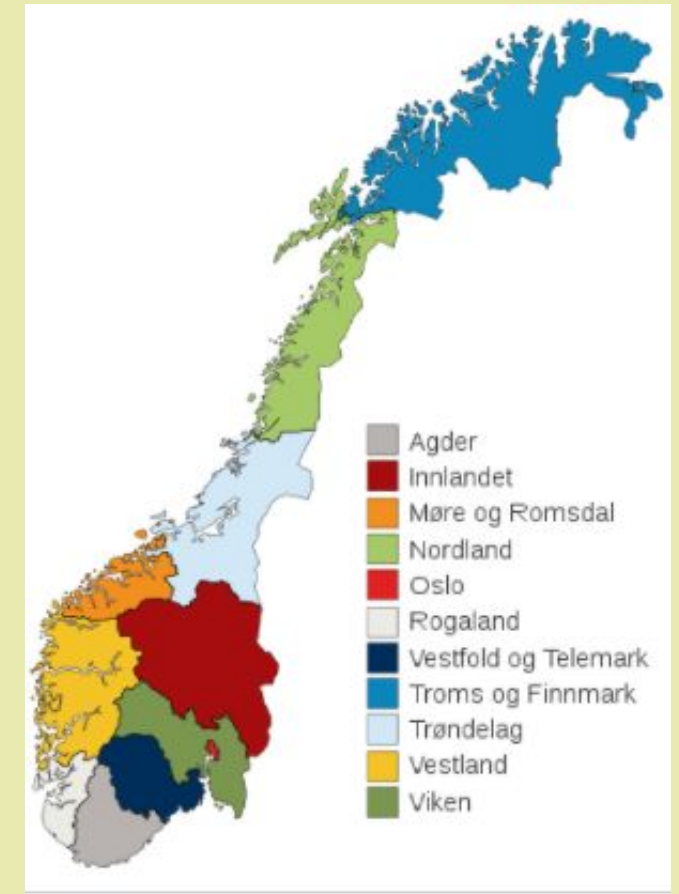 Agder
Innlandet
Møre og Romsdal
Nordland
Oslo
Rogaland
Vestfold og Telemark
Troms og Finnmark
Trøndelag
Vestland
Viken